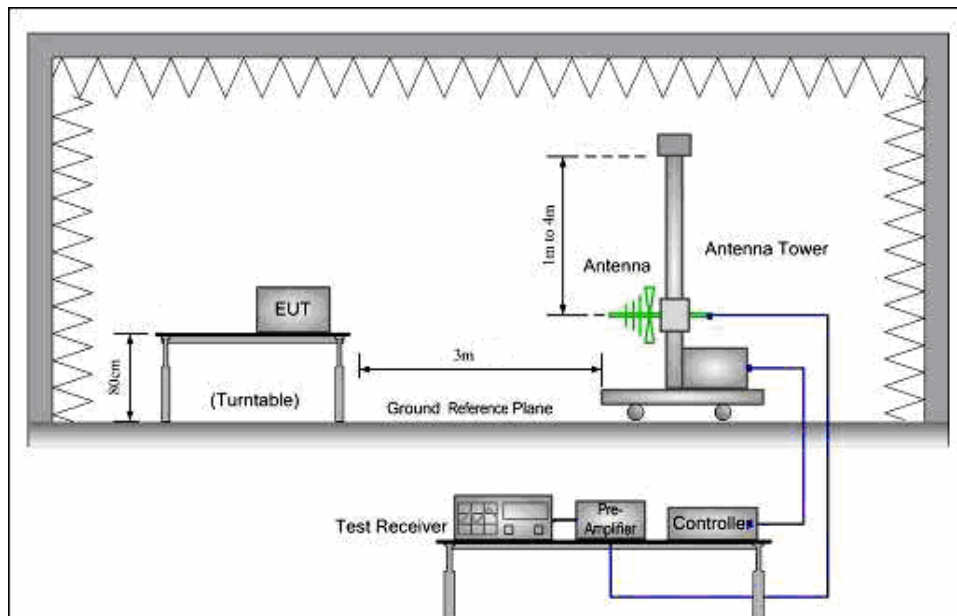 1m to 4m
Antenna
Antenna Tower
EUT
80cm
3m
(Turntable)
Ground Reference Plane
Test Receiver
Pre-
Amplifier
Controller